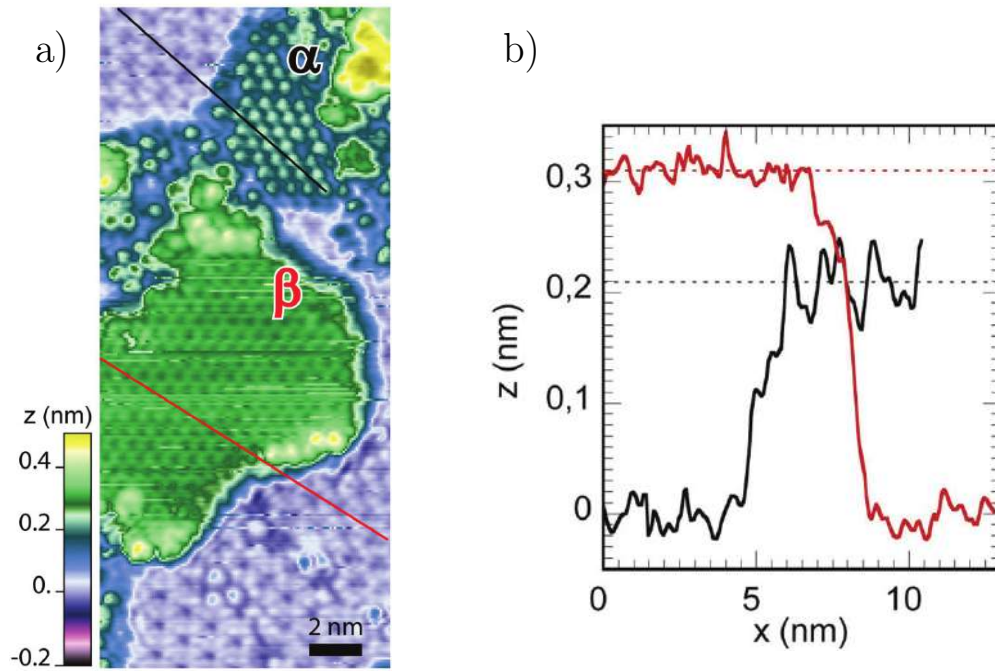 a)
α
β
z (nm)
0.4
0.2
0.
-0.2
2 nm
b)
z (nm)
0,3
0,2
0,1
0
0 5 10
x (nm)